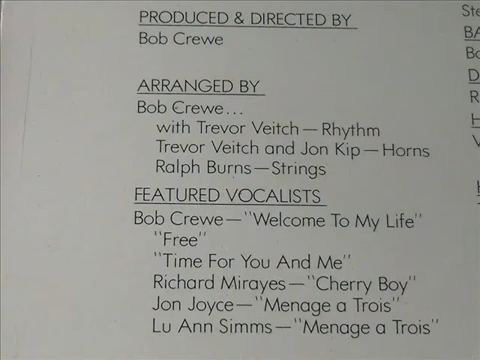 PRODUCED & DIRECTED BY
Bob Crewe
ARRANGED BY
Bob Crewe...
with Trevor Veitch—Rhythm
Trevor Veitch and Jon Kip—Horns
Ralph Burns—Strings
FEATURED VOCALISTS
Bob Crewe—"Welcome To My Life"
"Free"
"Time For You And Me"
Richard Mirayes—"Cherry Boy"
Jon Joyce—"Menage a Trois"
Lu Ann Simms—"Menage a Trois"